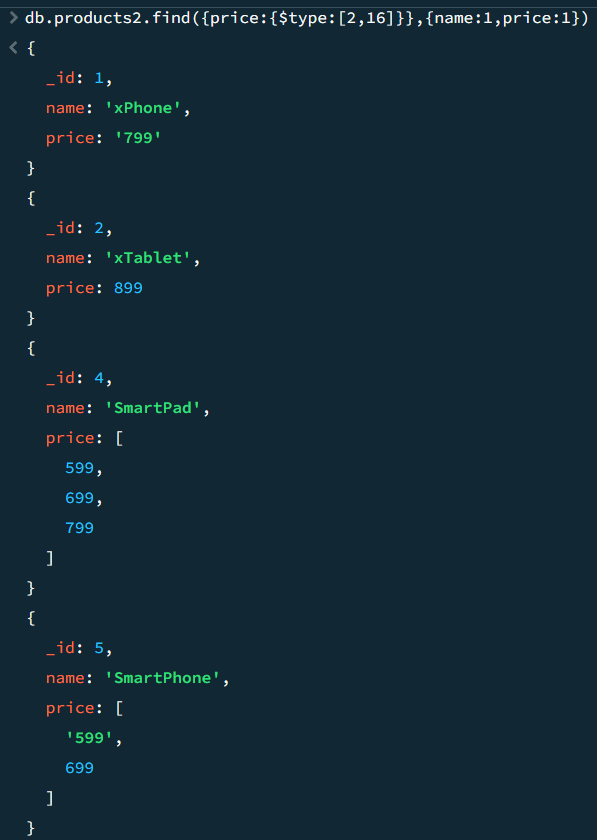 > db.products2.find({price:{$type:[2,16]}},{name:1,price:1})
< {
_id: 1,
name: 'xPhone',
price: '799'
}
{
_id: 2,
name: 'xTablet',
price: 899
}
{
_id: 4,
name: 'SmartPad',
price: [
599,
699,
799
]
}
{
_id: 5,
name: 'SmartPhone',
price: [
'599',
699
]
}